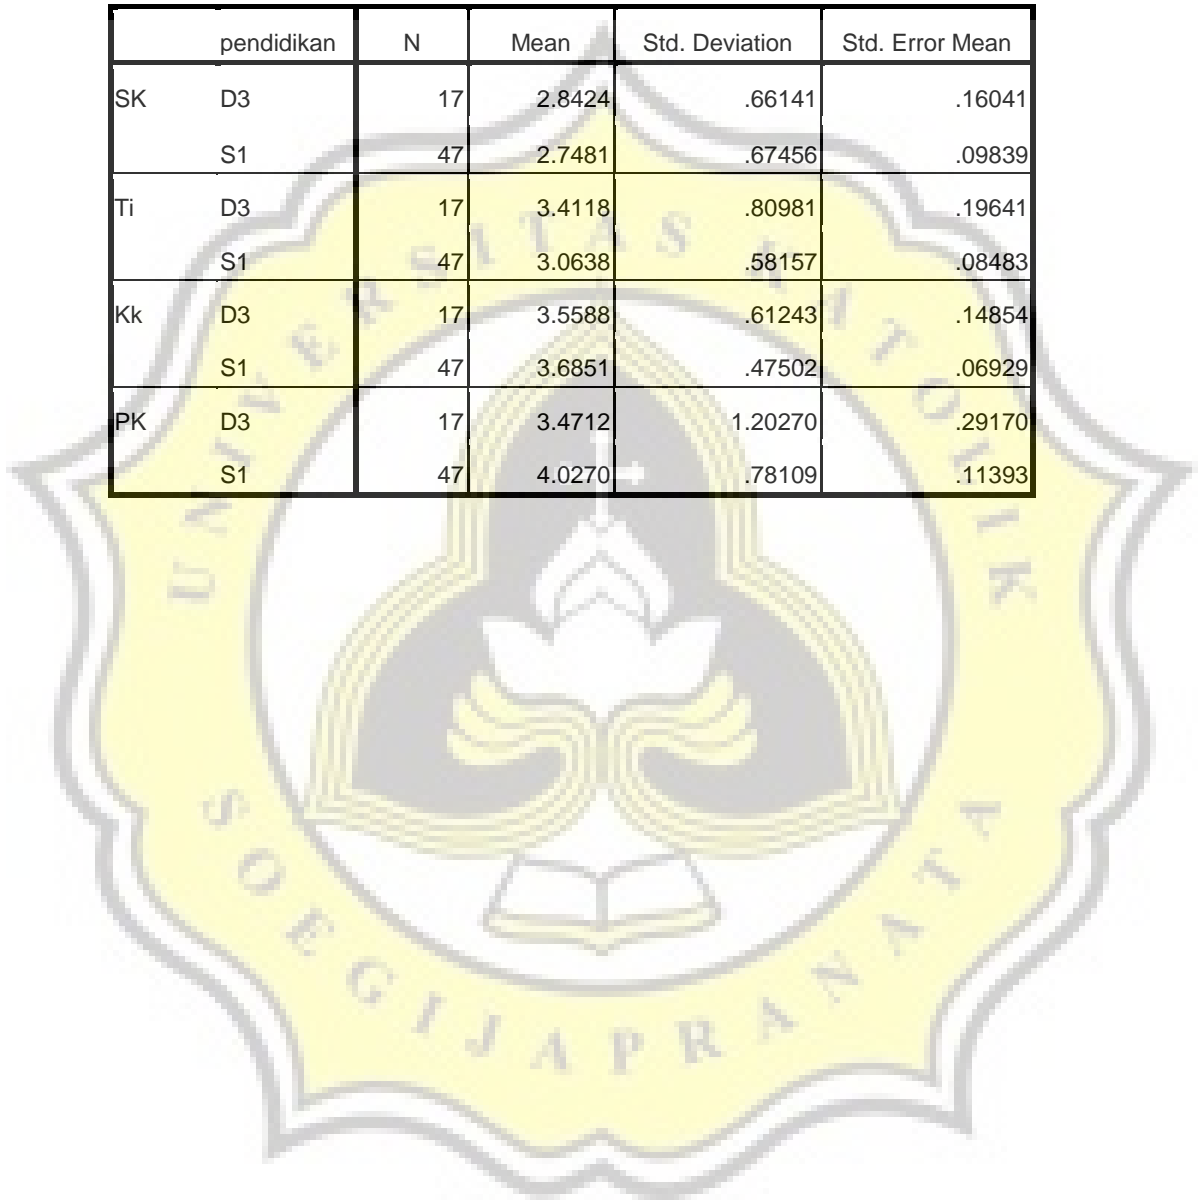 pendidikan N Mean Std. Deviation Std. Error Mean
SK D3 17 2.8424 .66141 .16041
S1 47 2.7481 .67456 .09839
Ti D3 17 3.4118 .80981 .19641
S1 47 3.0638 .58157 .08483
Kk D3 17 3.5588 .61243 .14854
S1 47 3.6851 .47502 .06929
PK D3 17 3.4712 1.20270 .29170
S1 47 4.0270 .78109 .11393
UNIVERSITAS KATOLIK
SOEGIJAPRANATA